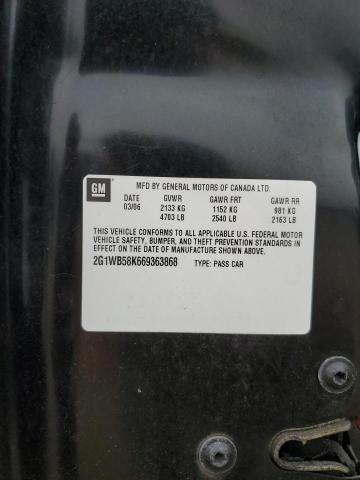 GM MFD BY GENERAL MOTORS OF CANADA LTD.
DATE GVWR GAWR FRT GAWR RR
03/06 2133 KG 1152 KG 981 KG
4703 LB 2540 LB 2163 LB
THIS VEHICLE CONFORMS TO ALL APPLICABLE U.S. FEDERAL MOTOR
VEHICLE SAFETY, BUMPER, AND THEFT PREVENTION STANDARDS IN
EFFECT ON THE DATE OF MANUFACTURE SHOWN ABOVE.
2G1WB58K669363868 TYPE: PASS CAR